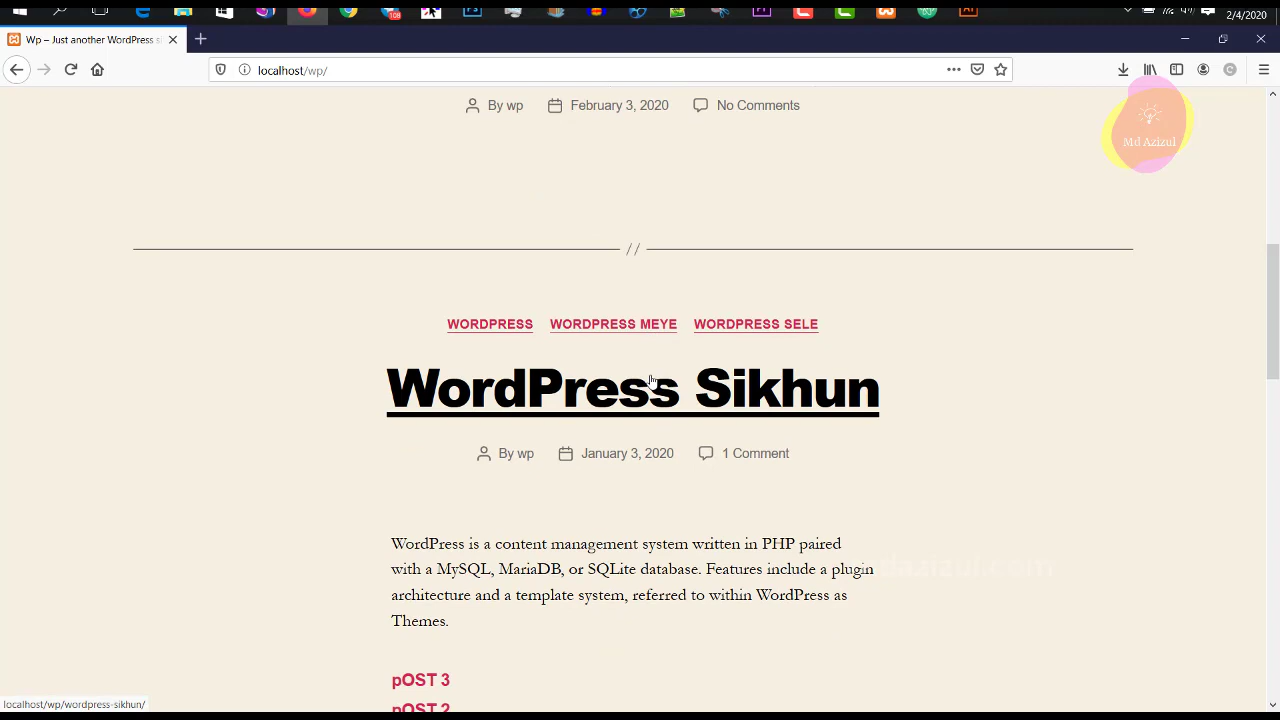 108
2/4/2020
Wp – Just another WordPress s
localhost/wp/
By wp February 3, 2020 No Comments
Md Azizul
//
WORDPRESS WORDPRESS MEYE WORDPRESS SELE
WordPress Sikhun
By wp January 3, 2020 1 Comment
WordPress is a content management system written in PHP paired
with a MySQL, MariaDB, or SQLite database. Features include a plugin
architecture and a template system, referred to within WordPress as
Themes.
pOST 3
pOST 2
localhost/wp/wordpress-sikhun/